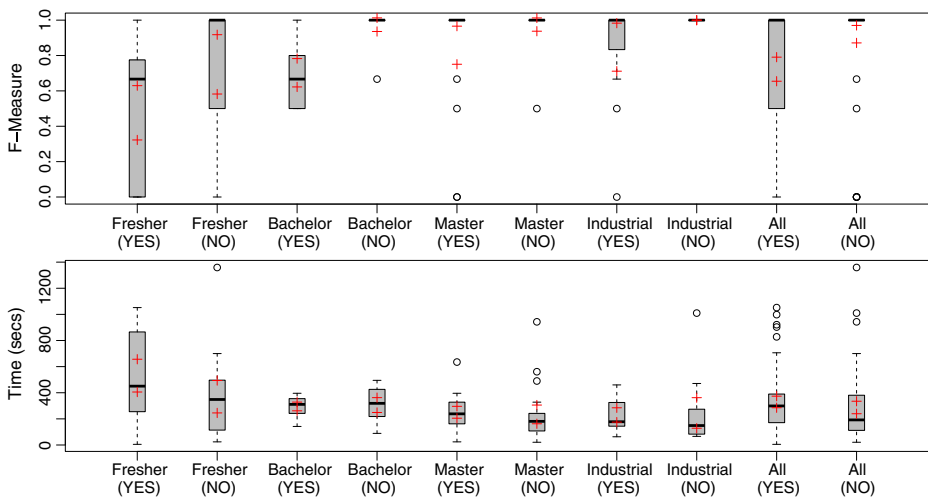 F−Measure
1.0
0.8
0.6
0.4
0.2
0.0
Fresher Fresher Bachelor Bachelor Master Master Industrial Industrial All All
(YES) (NO) (YES) (NO) (YES) (NO) (YES) (NO) (YES) (NO)
Time (secs)
1200
800
400
0
Fresher Fresher Bachelor Bachelor Master Master Industrial Industrial All All
(YES) (NO) (YES) (NO) (YES) (NO) (YES) (NO) (YES) (NO)